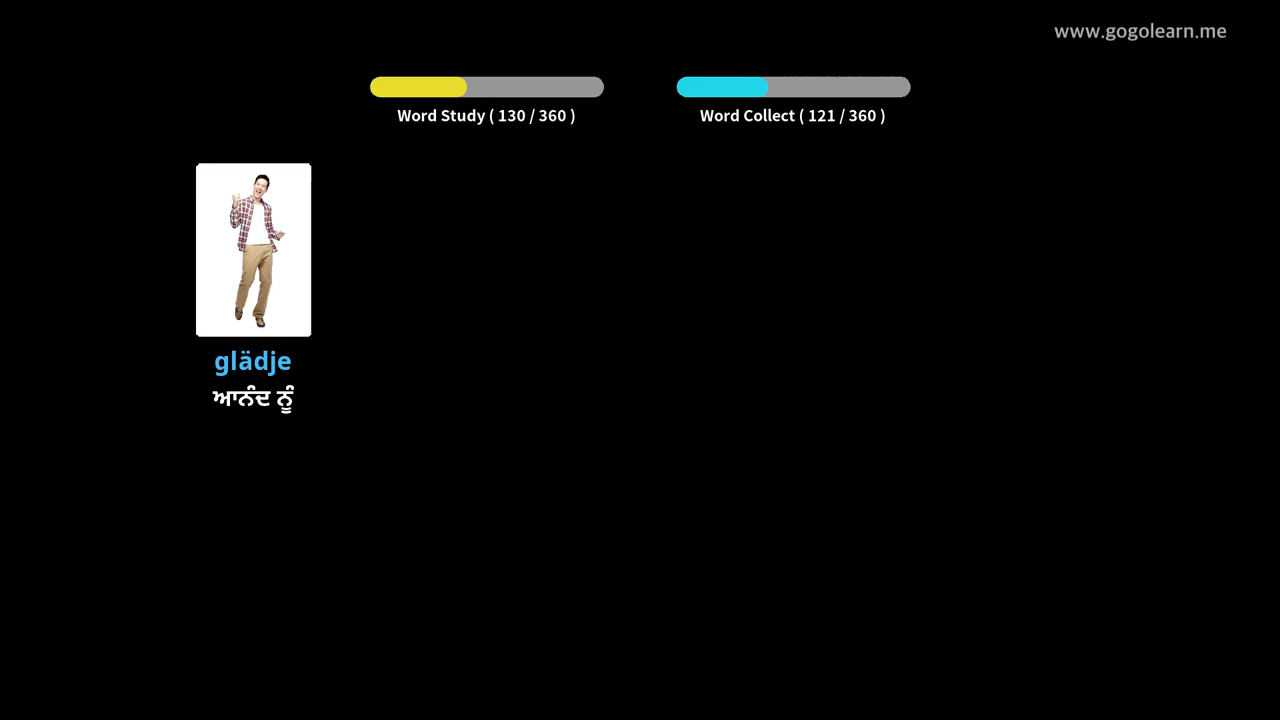 www.gogolearn.me
Word Study ( 130 / 360 )
Word Collect ( 121 / 360 )
glädje
ਆਨੰਦ ਨੂੰ